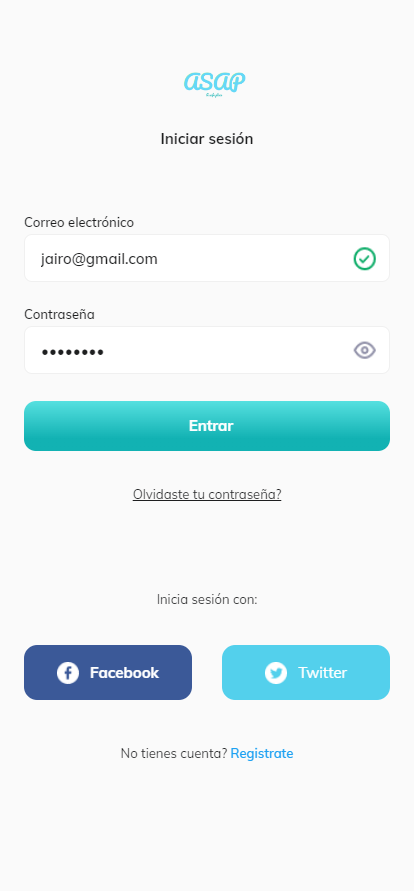 ASAP
Iniciar sesión
Correo electrónico
jairo@gmail.com
Contraseña
••••••••
Entrar
Olvidaste tu contraseña?
Inicia sesión con:
Facebook
Twitter
No tienes cuenta? Registrate